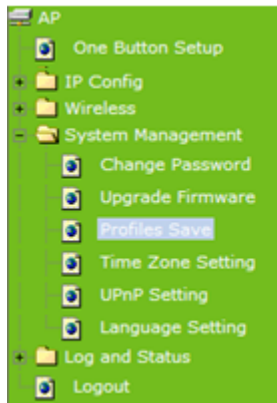 AP
One Button Setup
IP Config
Wireless
System Management
Change Password
Upgrade Firmware
Profiles Save
Time Zone Setting
UPnP Setting
Language Setting
Log and Status
Logout